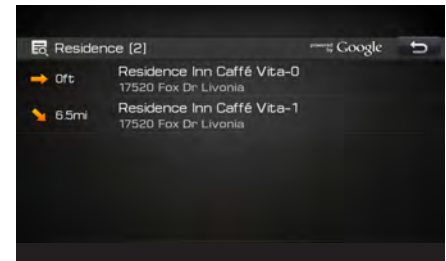 Residence (2)
powered by Google
0ft
Residence Inn Caffé Vita-0
17520 Fox Dr Livonia
6.5mi
Residence Inn Caffé Vita-1
17520 Fox Dr Livonia